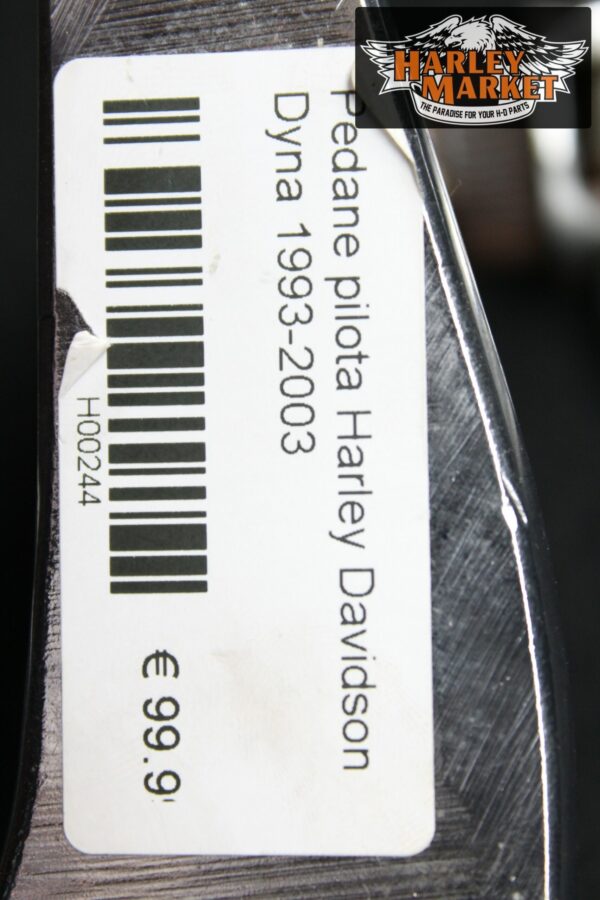 HARLEY
MARKET
THE PARADISE FOR YOUR H-D PARTS
Pedane pilota Harley Davidson
Dyna 1993-2003
H00244
€ 99.9